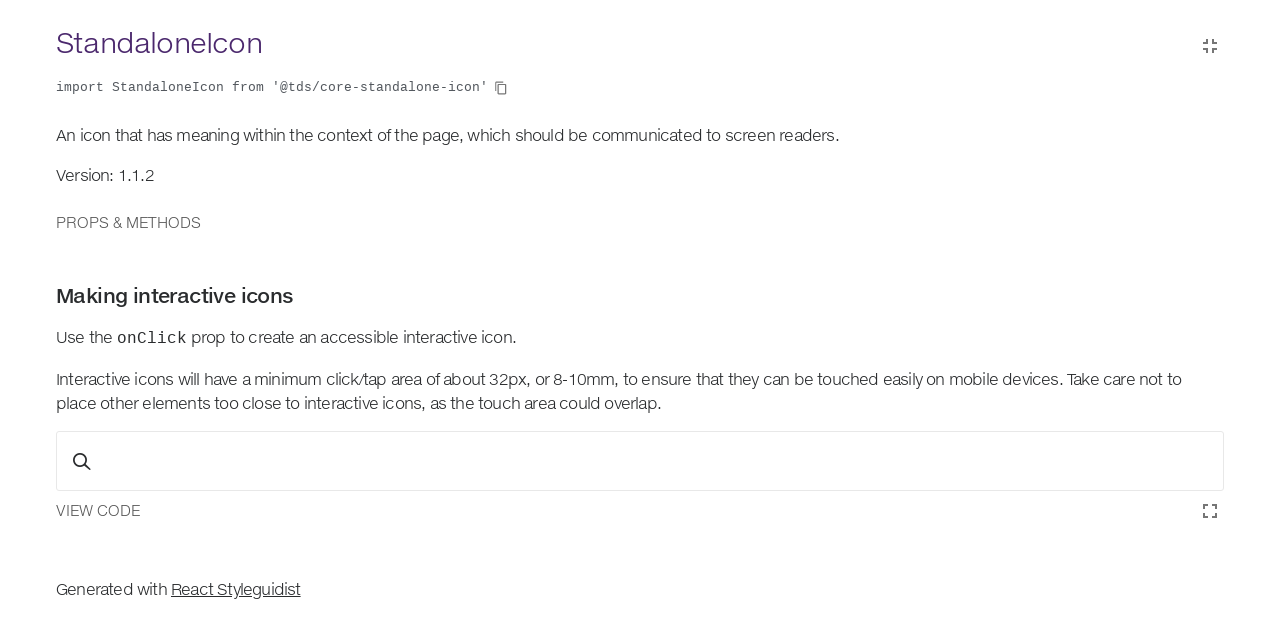 StandaloneIcon
import StandaloneIcon from '@tds/core-standalone-icon'
An icon that has meaning within the context of the page, which should be communicated to screen readers.
Version: 1.1.2
PROPS & METHODS
Making interactive icons
Use the onClick prop to create an accessible interactive icon.
Interactive icons will have a minimum click/tap area of about 32px, or 8-10mm, to ensure that they can be touched easily on mobile devices. Take care not to
place other elements too close to interactive icons, as the touch area could overlap.
VIEW CODE
Generated with React Styleguidist